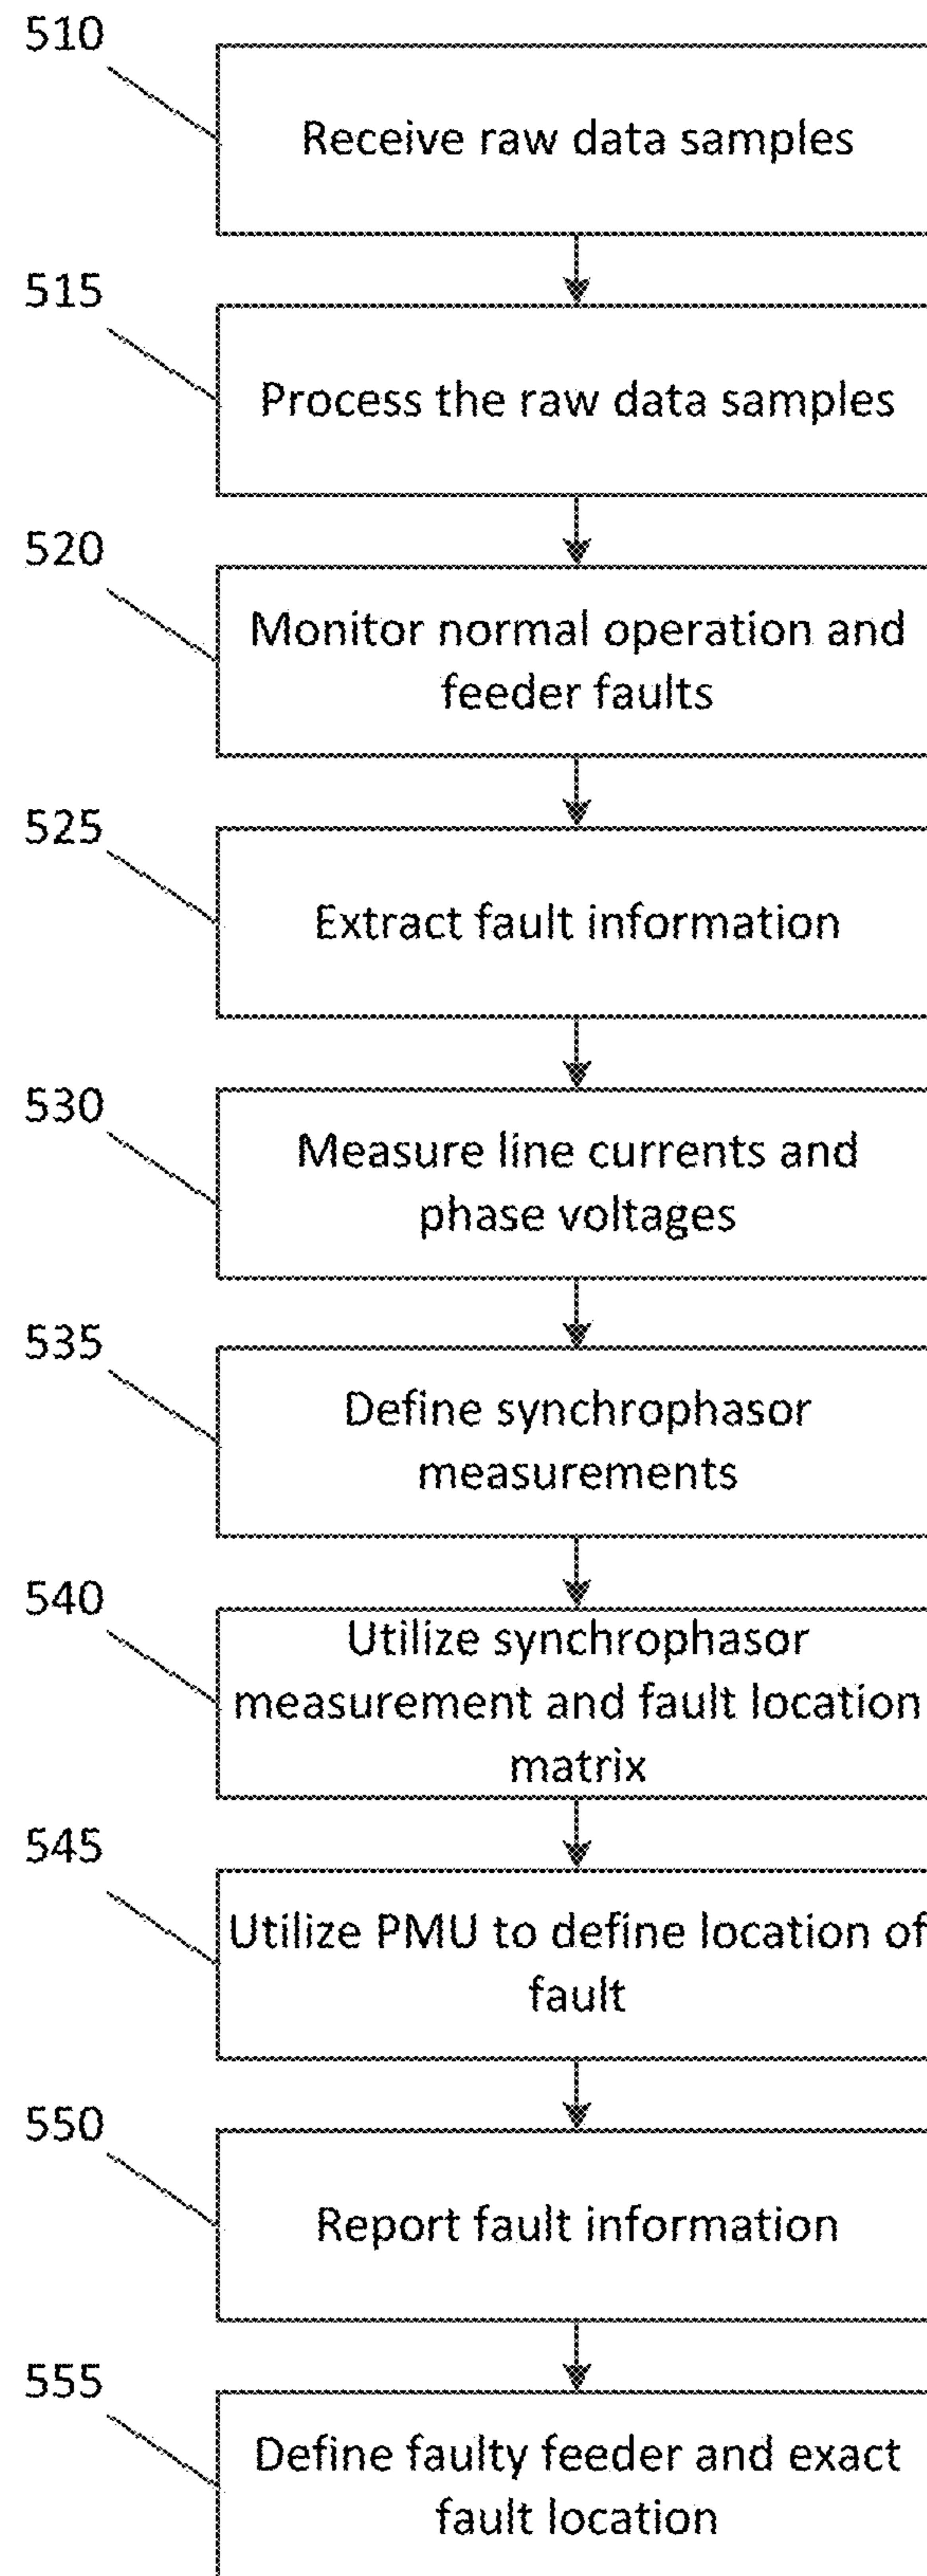 510
Receive raw data samples
515
Process the raw data samples
520
Monitor normal operation and
feeder faults
525
Extract fault information
530
Measure line currents and
phase voltages
535
Define synchrophasor
measurements
540
Utilize synchrophasor
measurement and fault location
matrix
545
Utilize PMU to define location of
fault
550
Report fault information
555
Define faulty feeder and exact
fault location